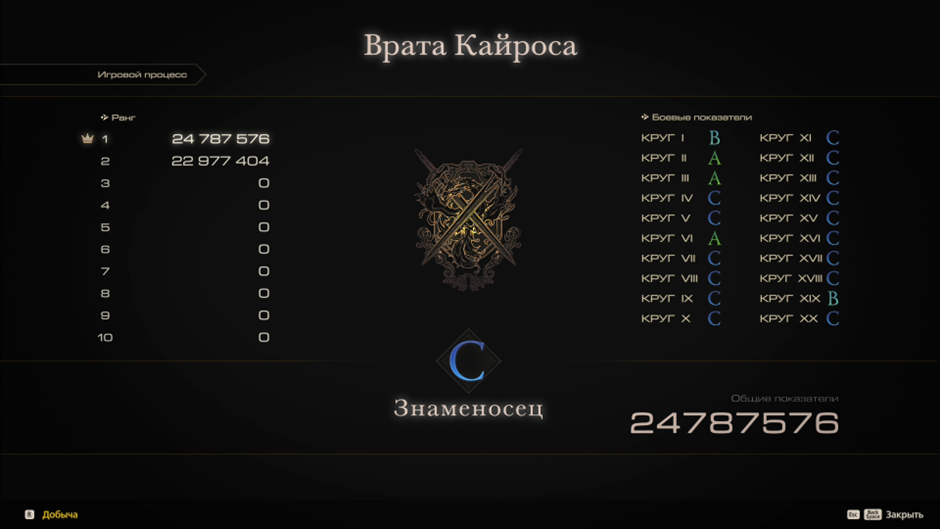 Врата Кайроса
Игровой процесс
Ранг
1 24 787 576
2 22 977 404
3 0
4 0
5 0
6 0
7 0
8 0
9 0
10 0
Боевые показатели
КРУГ I B КРУГ XI C
КРУГ II A КРУГ XII C
КРУГ III A КРУГ XIII C
КРУГ IV C КРУГ XIV C
КРУГ V C КРУГ XV C
КРУГ VI A КРУГ XVI C
КРУГ VII C КРУГ XVII C
КРУГ VIII C КРУГ XVIII C
КРУГ IX C КРУГ XIX B
КРУГ X C КРУГ XX C
C
Знаменосец
Общие показатели
24787576
R Добыча
Esc Back Space Закрыть